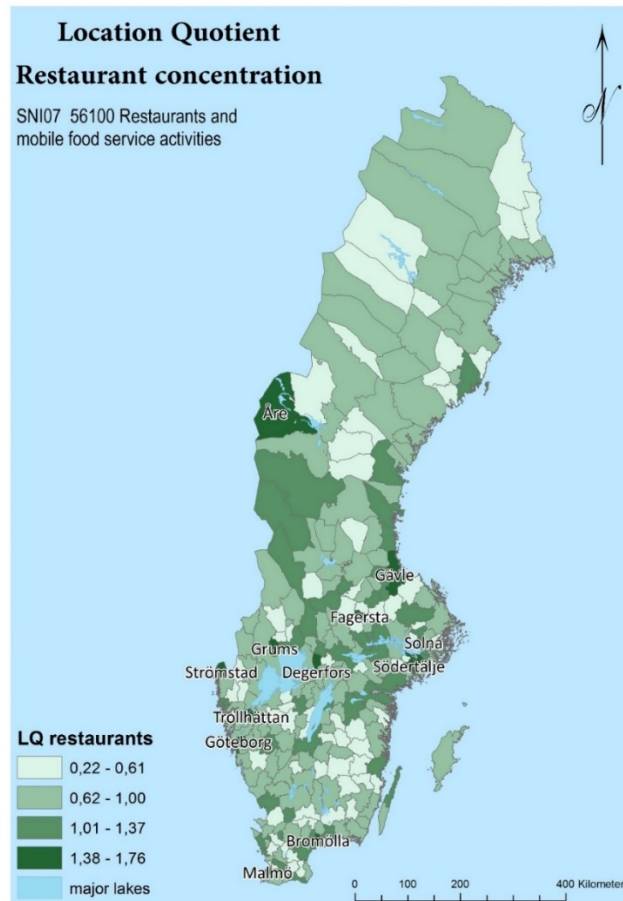 Location Quotient
Restaurant concentration
SNI07 56100 Restaurants and
mobile food service activities
N
Åre
Gävle
Fagersta
Solna
Grums
Södertälje
Strömstad
Degerfors
Trollhättan
Göteborg
Bromölla
Malmö
LQ restaurants
0,22 - 0,61
0,62 - 1,00
1,01 - 1,37
1,38 - 1,76
major lakes
0 100 200 400 Kilometer